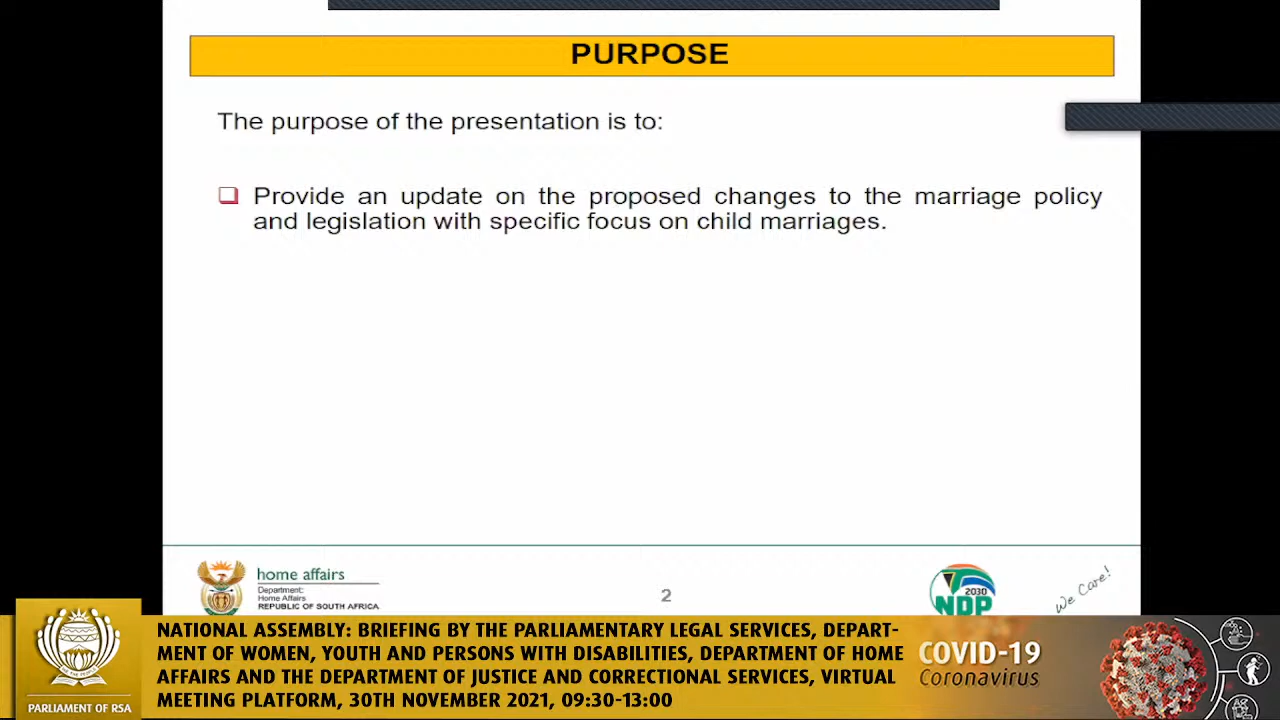 PURPOSE
The purpose of the presentation is to:
Provide an update on the proposed changes to the marriage policy
and legislation with specific focus on child marriages.
home affairs
Department:
Home Affairs
REPUBLIC OF SOUTH AFRICA
2
2030
NDP
We Care!
PARLIAMENT OF RSA
NATIONAL ASSEMBLY: BRIEFING BY THE PARLIAMENTARY LEGAL SERVICES, DEPART-
MENT OF WOMEN, YOUTH AND PERSONS WITH DISABILITIES, DEPARTMENT OF HOME
AFFAIRS AND THE DEPARTMENT OF JUSTICE AND CORRECTIONAL SERVICES, VIRTUAL
MEETING PLATFORM, 30TH NOVEMBER 2021, 09:30-13:00
COVID-19
Coronavirus